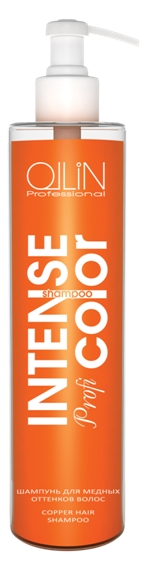 OLLiN
Professional
INTENSE
shampoo
Profi
color
ШАМПУНЬ ДЛЯ МЕДНЫХ
ОТТЕНКОВ ВОЛОС
COPPER HAIR
SHAMPOO